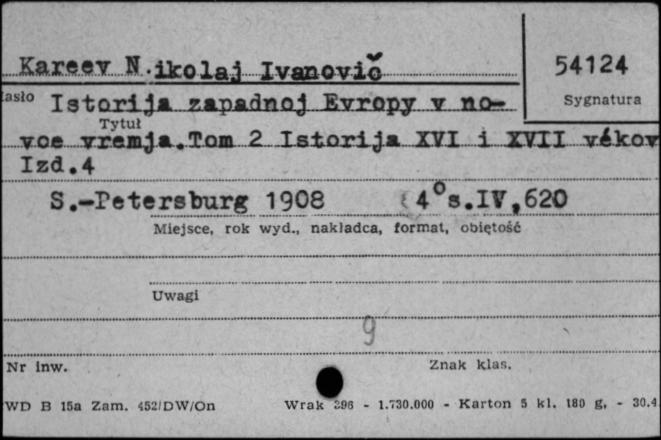 Kareev N.ikolaj Ivanovič
54124
Hasło
Istorija zapadnoj Evropy v no-
Sygnatura
Tytuł
voe vremja.Tom 2 Istorija XVI i XVII věkov
Izd.4
S.-Petersburg 1908 4°s.IV,620
Miejsce, rok wyd., nakładca, format, objętość
Uwagi
9
Nr inw.
Znak klas.
WD B 15a Zam. 452/DW/On Wrak 296 - 1.730.000 - Karton 5 kl. 180 g. - 30.4